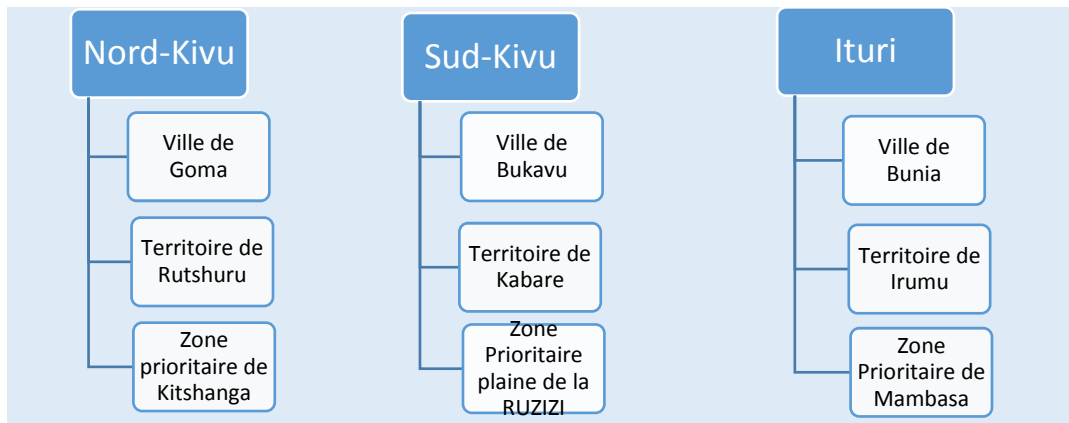 Nord-Kivu
Ville de
Goma
Territoire de
Rutshuru
Zone
prioritaire de
Kitshanga
Sud-Kivu
Ville de
Bukavu
Territoire de
Kabare
Zone
Prioritaire
plaine de la
RUZIZI
Ituri
Ville de
Bunia
Territoire de
Irumu
Zone
Prioritaire de
Mambasa